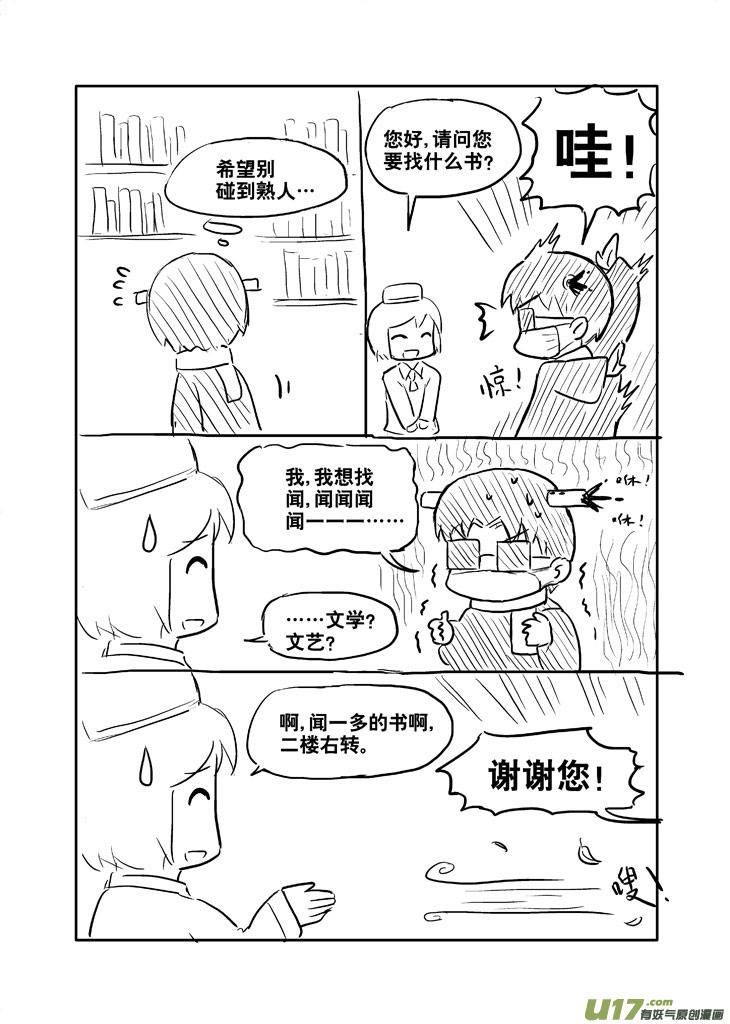 希望别
碰到熟人…
您好,请问您
要找什么书?
哇!
惊!
我,我想找
闻,闻闻闻
闻一一一……
咻!
咻!
……文学?
文艺?
啊,闻一多的书啊,
二楼右转。
谢谢您!
嗖!
U17.com
有妖气原创漫画